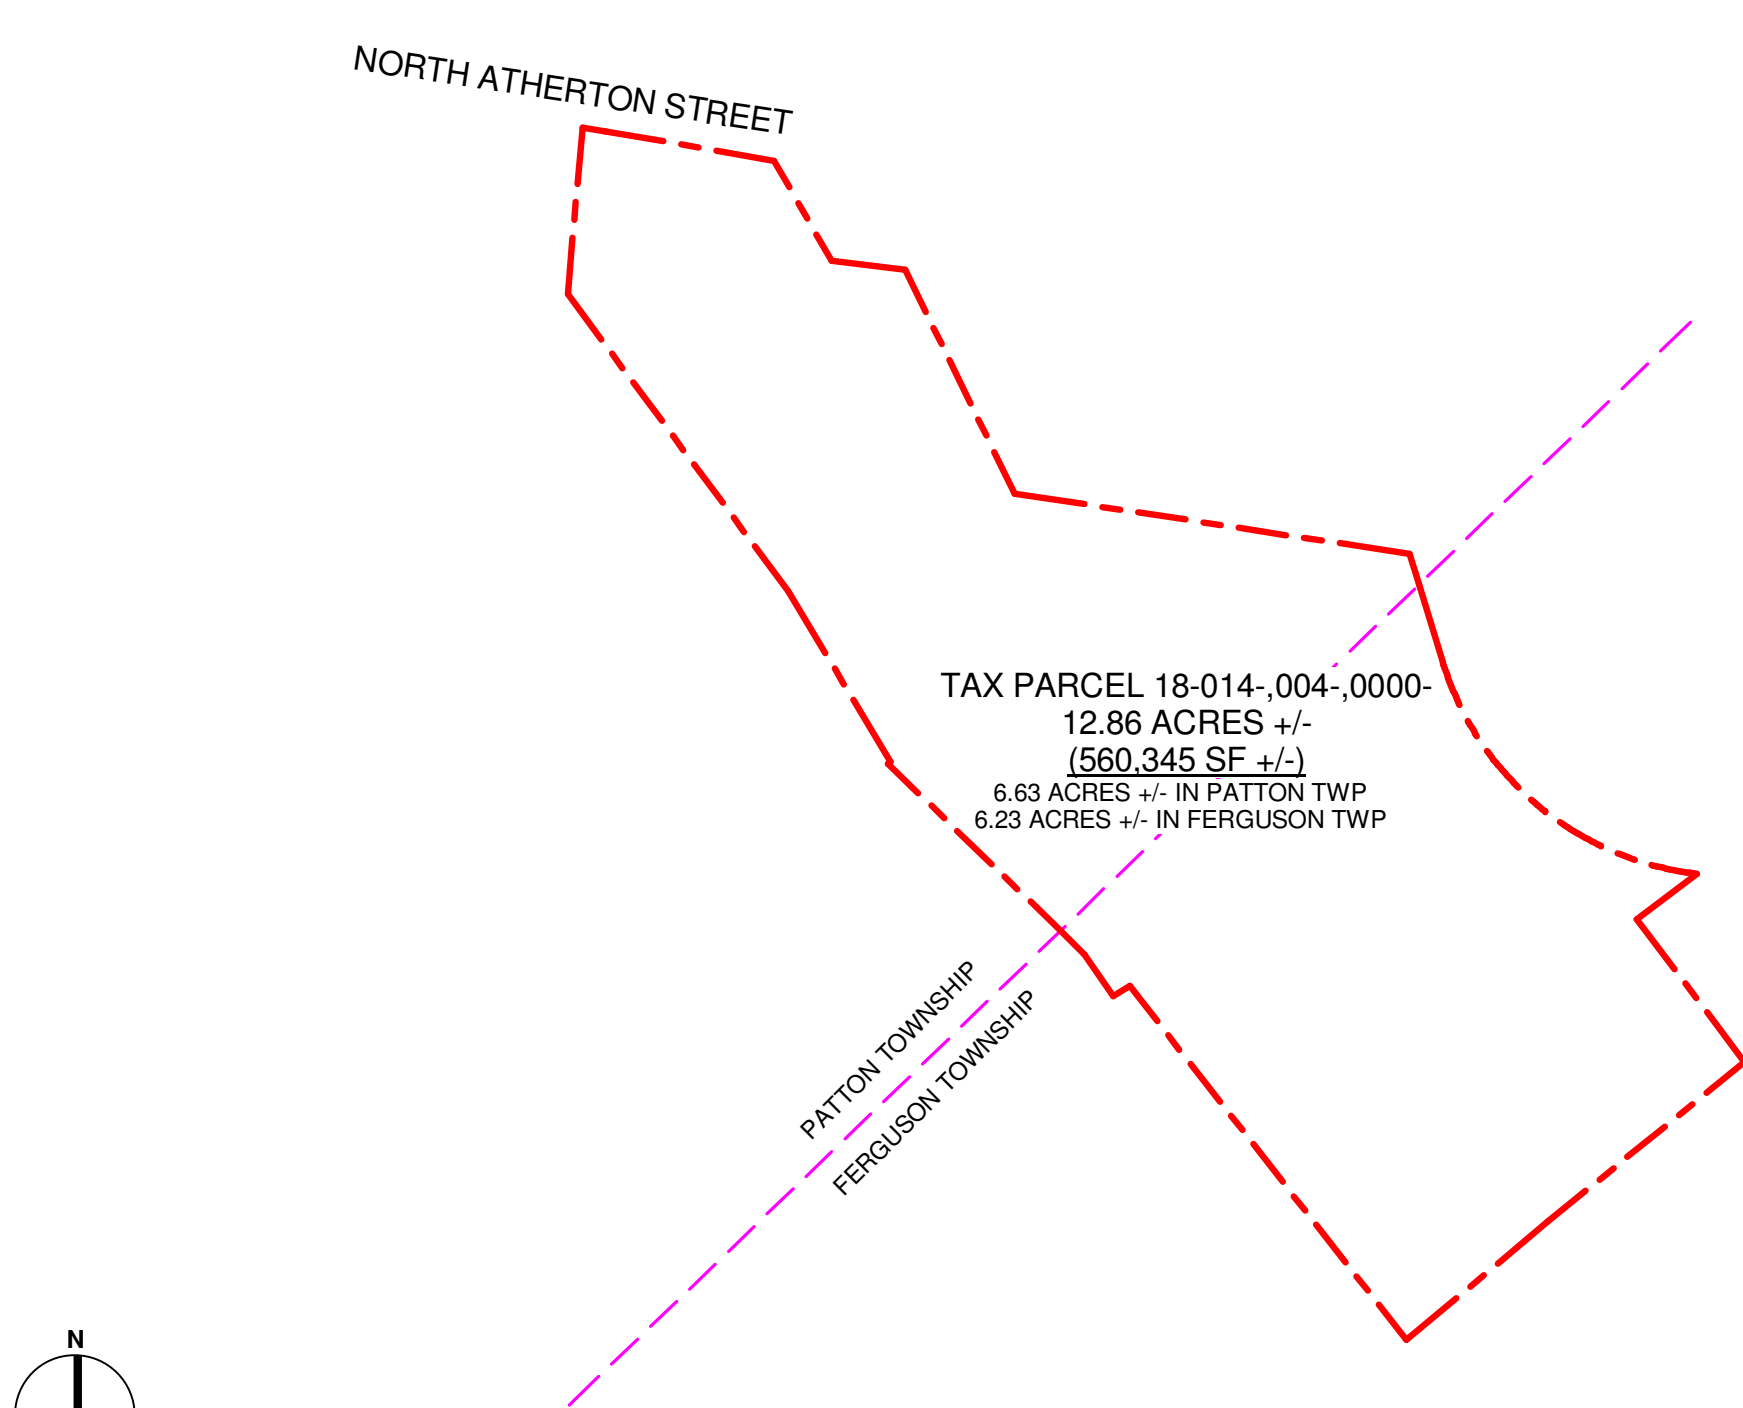 NORTH ATHERTON STREET
TAX PARCEL 18-014-,004-,0000-
12.86 ACRES +/-
(560,345 SF +/-)
6.63 ACRES +/- IN PATTON TWP
6.23 ACRES +/- IN FERGUSON TWP
PATTON TOWNSHIP
FERGUSON TOWNSHIP
N